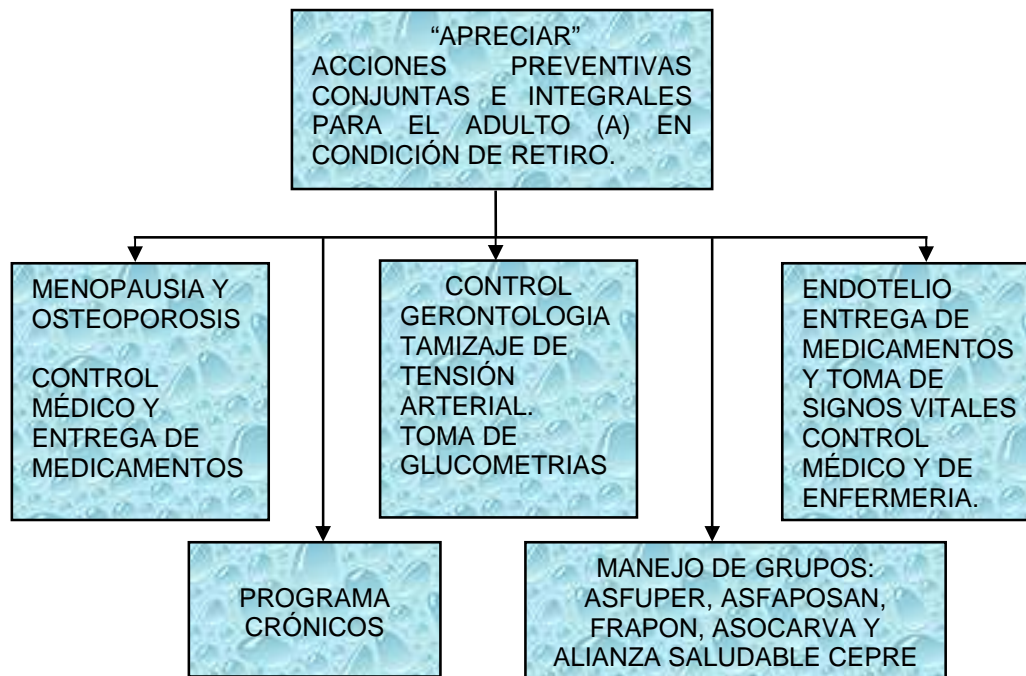 “APRECIAR”
ACCIONES PREVENTIVAS
CONJUNTAS E INTEGRALES
PARA EL ADULTO (A) EN
CONDICIÓN DE RETIRO.
MENOPAUSIA Y
OSTEOPOROSIS
CONTROL
MÉDICO Y
ENTREGA DE
MEDICAMENTOS
CONTROL
GERONTOLOGIA
TAMIZAJE DE
TENSIÓN
ARTERIAL.
TOMA DE
GLUCOMETRIAS
ENDOTELIO
ENTREGA DE
MEDICAMENTOS
Y TOMA DE
SIGNOS VITALES
CONTROL
MÉDICO Y DE
ENFERMERIA.
PROGRAMA
CRÓNICOS
MANEJO DE GRUPOS:
ASFUPER, ASFAPOSAN,
FRAPON, ASOCARVA Y
ALIANZA SALUDABLE CEPRE